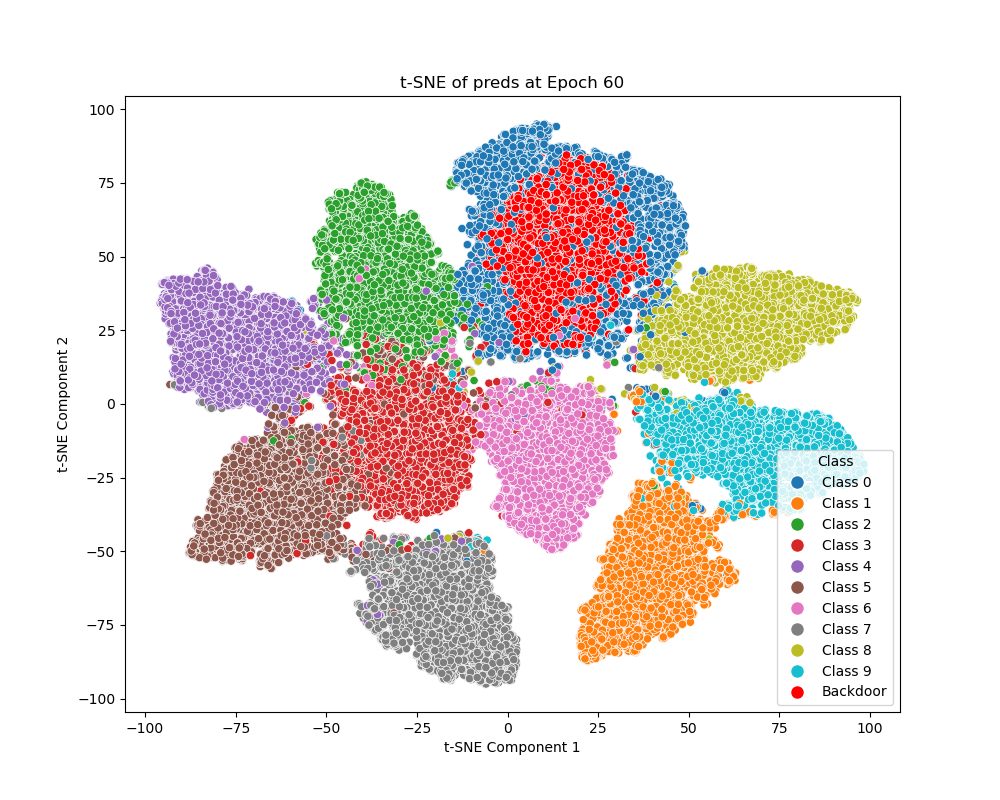 t-SNE of preds at Epoch 60
t-SNE Component 2
100
75
50
25
0
−25
−50
−75
−100
−100
−75
−50
−25
0
25
50
75
100
t-SNE Component 1
Class
Class 0
Class 1
Class 2
Class 3
Class 4
Class 5
Class 6
Class 7
Class 8
Class 9
Backdoor